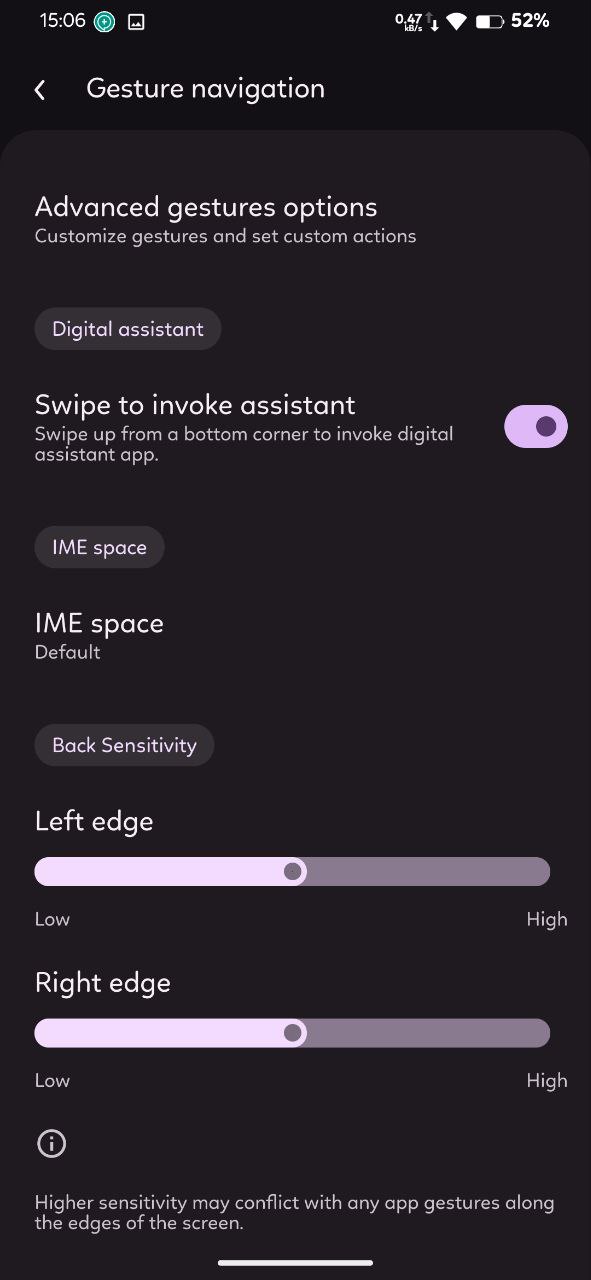 15:06 0.47 kB/s 52%
Gesture navigation
Advanced gestures options
Customize gestures and set custom actions
Digital assistant
Swipe to invoke assistant
Swipe up from a bottom corner to invoke digital
assistant app.
IME space
IME space
Default
Back Sensitivity
Left edge
Low High
Right edge
Low High
Higher sensitivity may conflict with any app gestures along
the edges of the screen.